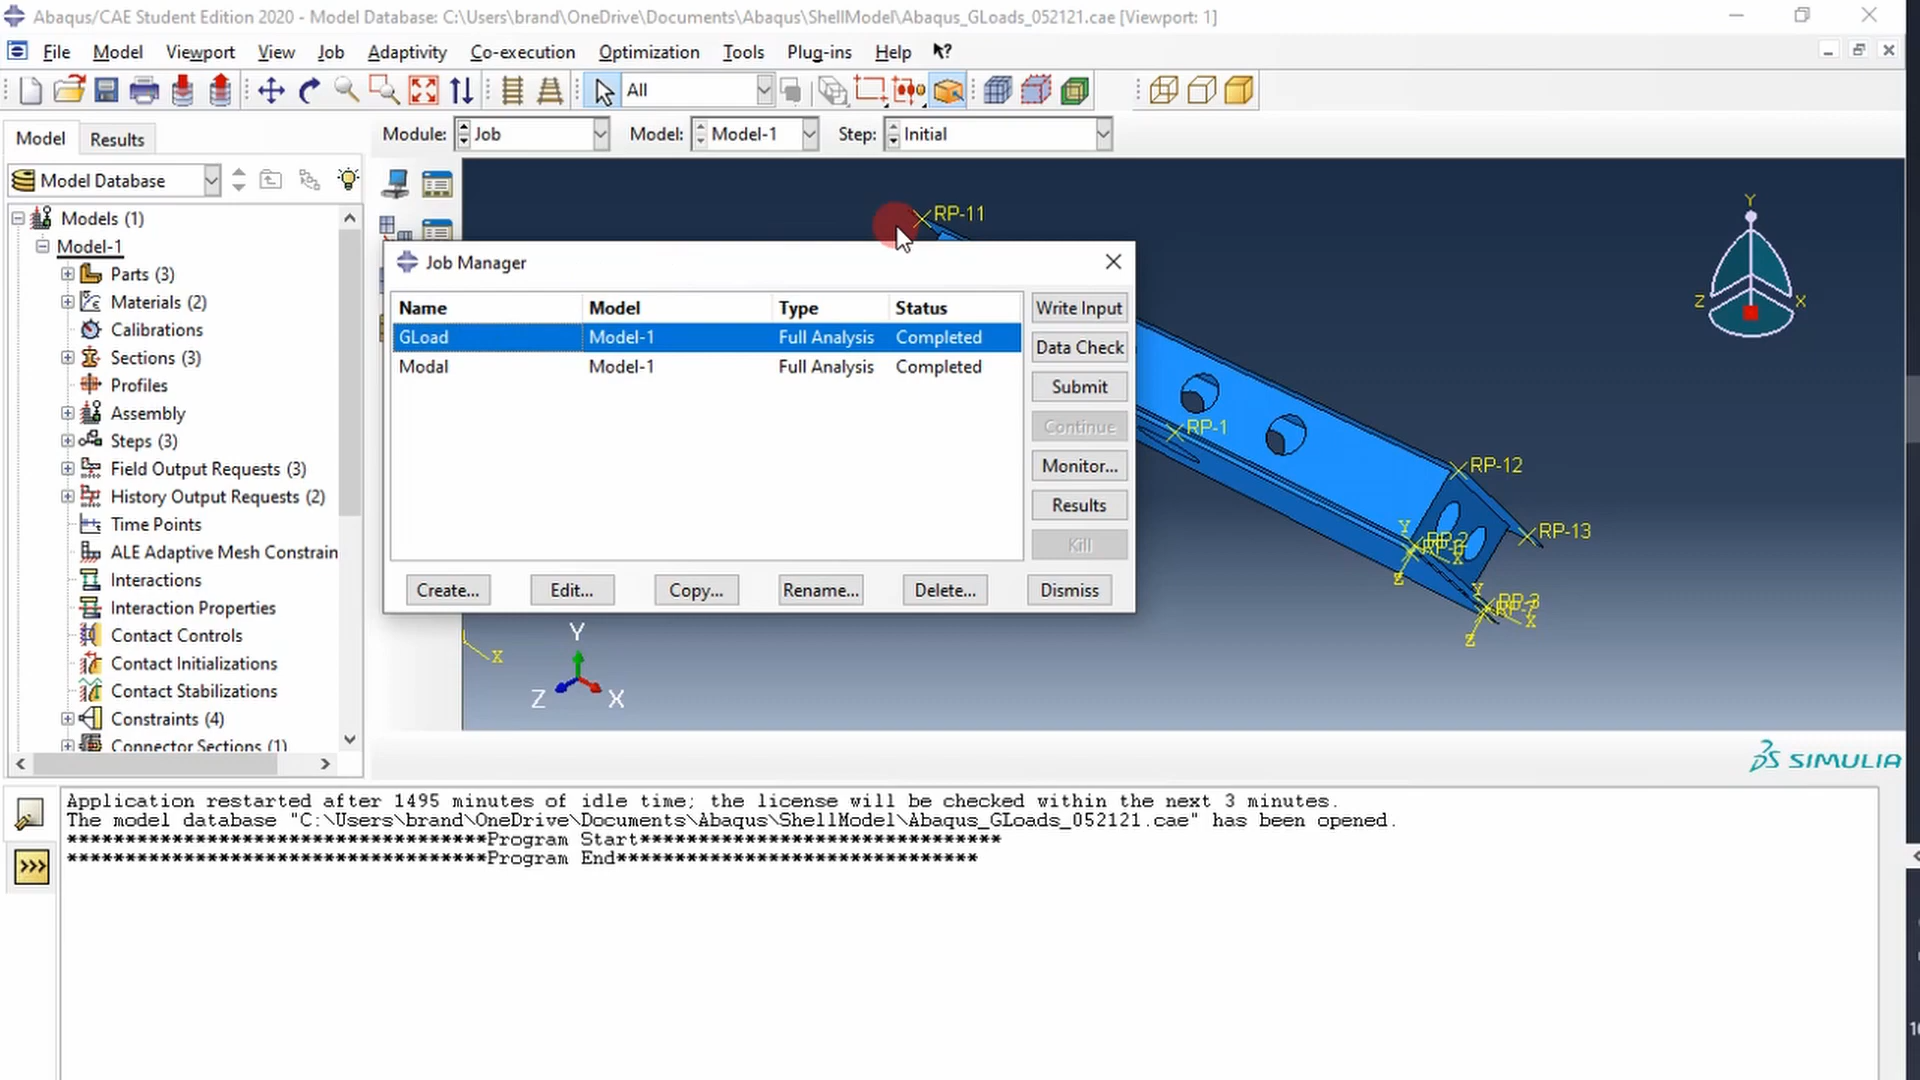 Abaqus/CAE Student Edition 2020 - Model Database: C:\Users\brand\OneDrive\Documents\Abaqus\ShellModel\Abaqus_GLoads_052121.cae [Viewport: 1]
File Model Viewport View Job Adaptivity Co-execution Optimization Tools Plug-ins Help
All
Model Results
Module: Job Model: Model-1 Step: Initial
Model Database
Models (1)
Model-1
Parts (3)
Materials (2)
Calibrations
Sections (3)
Profiles
Assembly
Steps (3)
Field Output Requests (3)
History Output Requests (2)
Time Points
ALE Adaptive Mesh Constrain
Interactions
Interaction Properties
Contact Controls
Contact Initializations
Contact Stabilizations
Constraints (4)
Connector Sections (1)
RP-11
Job Manager
Name Model Type Status
GLoad Model-1 Full Analysis Completed
Modal Model-1 Full Analysis Completed
Write Input
Data Check
Submit
Continue
Monitor...
Results
Kill
Create... Edit... Copy... Rename... Delete... Dismiss
RP-1
RP-12
RP-13
Y
RP-2
X
Z
Y
RP-3
X
Z
Y
Z
X
X
Y
Z
X
SIMULIA
Application restarted after 1495 minutes of idle time; the license will be checked within the next 3 minutes.
The model database "C:\Users\brand\OneDrive\Documents\Abaqus\ShellModel\Abaqus_GLoads_052121.cae" has been opened.
************************************Program Start*******************************
************************************Program End*******************************